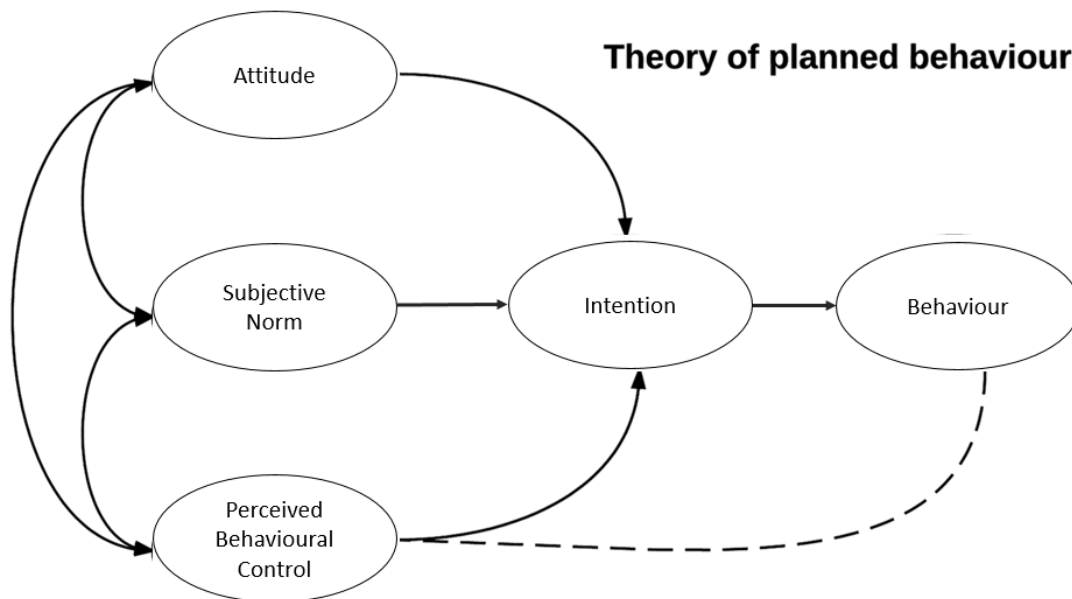 Theory of planned behaviour
Attitude
Subjective
Norm
Intention
Behaviour
Perceived
Behavioural
Control